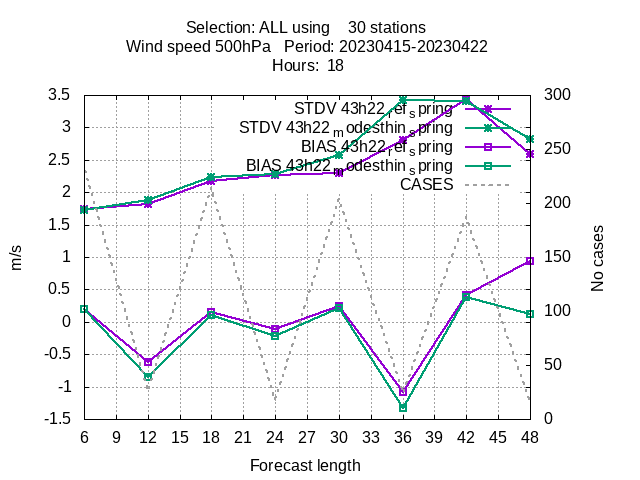 Selection: ALL using 30 stations
Wind speed 500hPa Period: 20230415-20230422
Hours: 18
STDV 43h22_ref_spring
STDV 43h22_modesthin_spring
BIAS 43h22_ref_spring
BIAS 43h22_modesthin_spring
CASES
3.5
3
2.5
2
1.5
1
0.5
0
-0.5
-1
-1.5
m/s
300
250
200
150
100
50
0
No cases
6 9 12 15 18 21 24 27 30 33 36 39 42 45 48
Forecast length